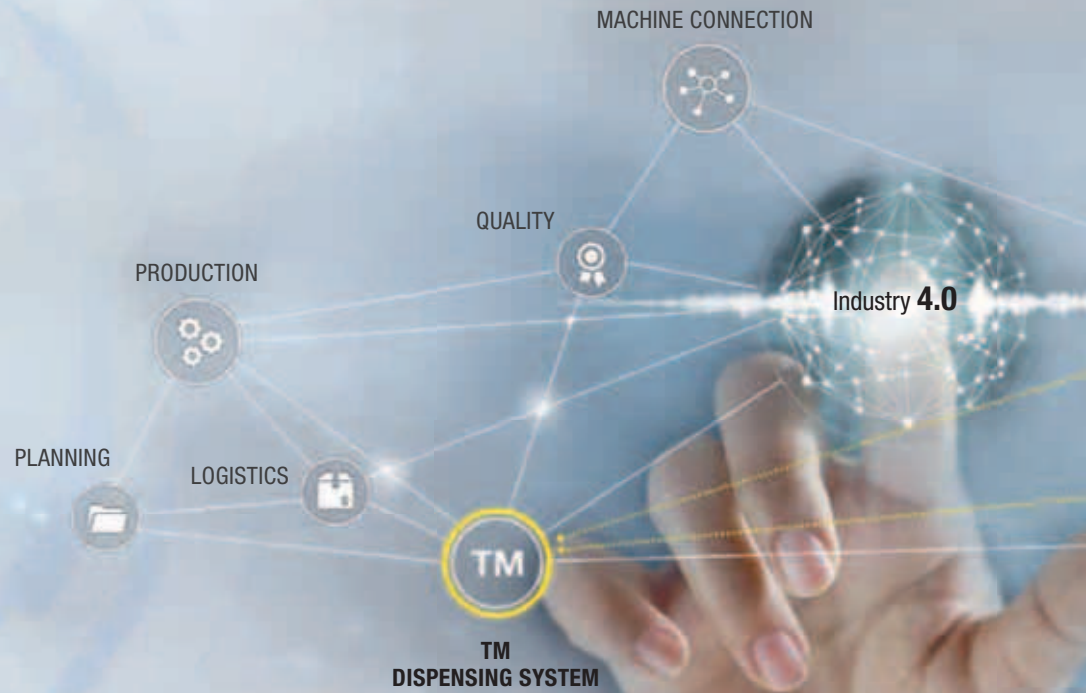 MACHINE CONNECTION
QUALITY
PRODUCTION
Industry 4.0
PLANNING
LOGISTICS
TM
TM
DISPENSING SYSTEM